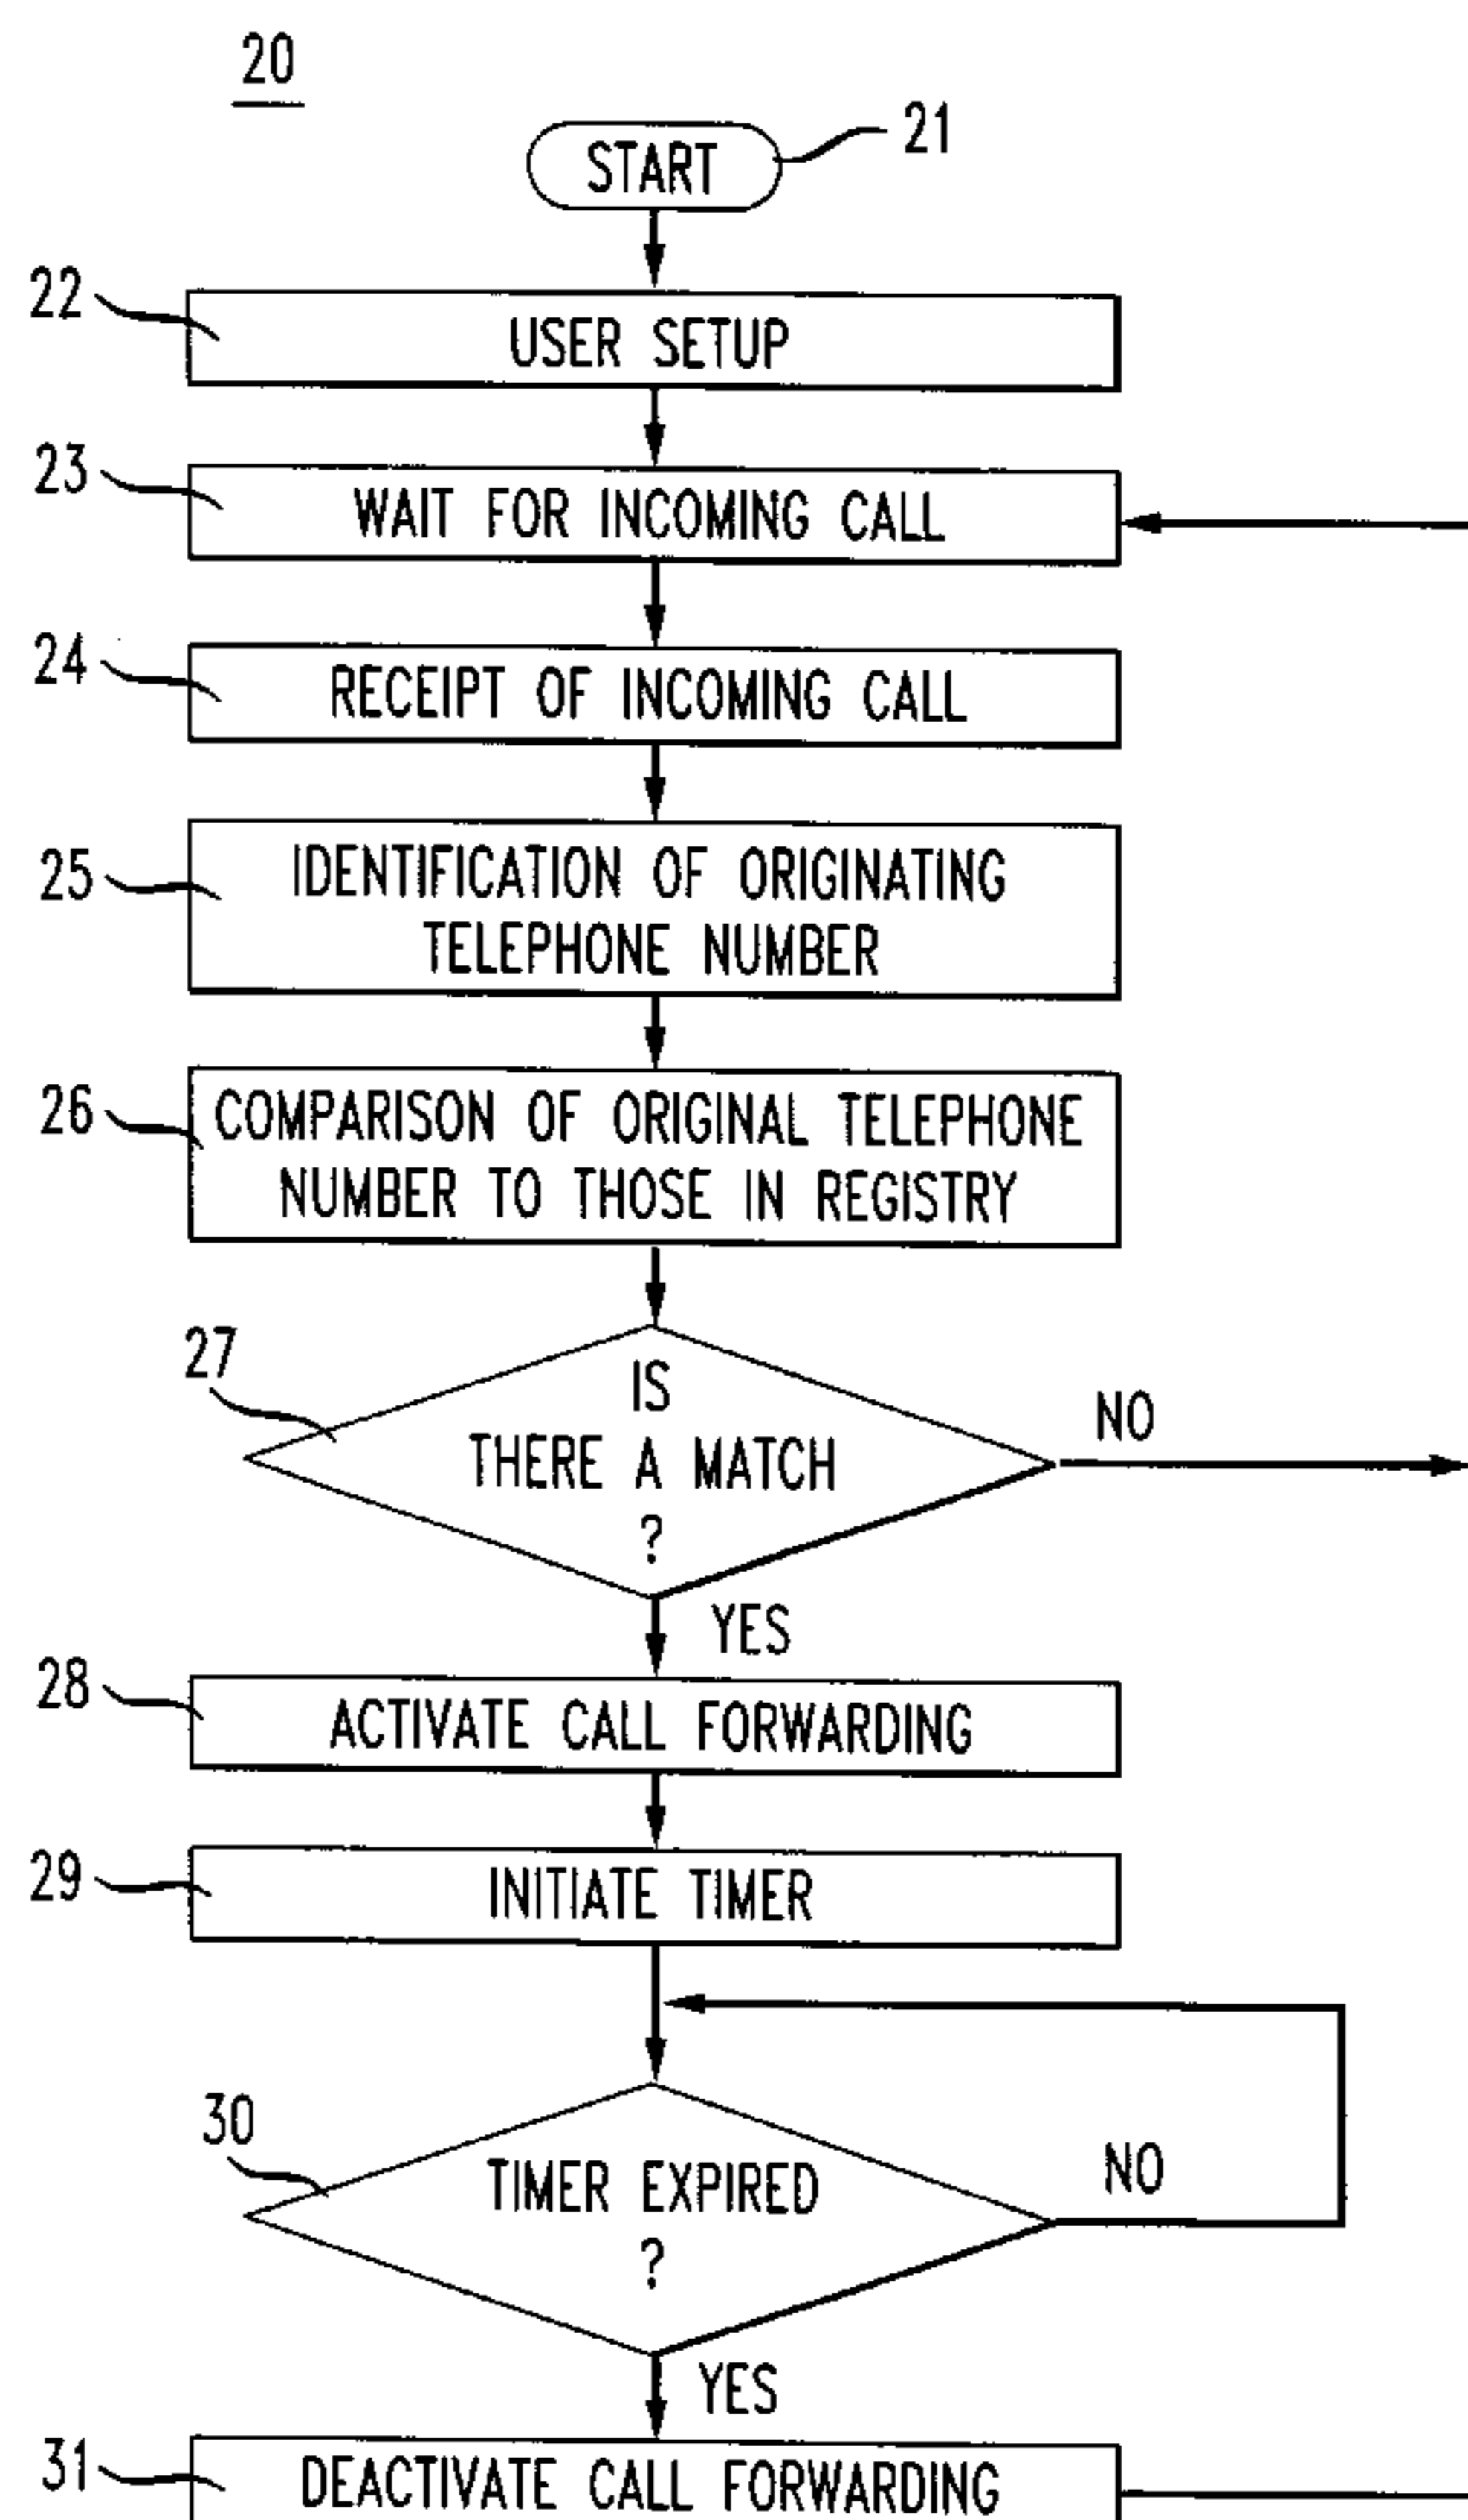 20
START
21
22
USER SETUP
23
WAIT FOR INCOMING CALL
24
RECEIPT OF INCOMING CALL
25
IDENTIFICATION OF ORIGINATING
TELEPHONE NUMBER
26
COMPARISON OF ORIGINAL TELEPHONE
NUMBER TO THOSE IN REGISTRY
27
IS
THERE A MATCH
?
NO
YES
28
ACTIVATE CALL FORWARDING
29
INITIATE TIMER
30
TIMER EXPIRED
?
NO
YES
31
DEACTIVATE CALL FORWARDING